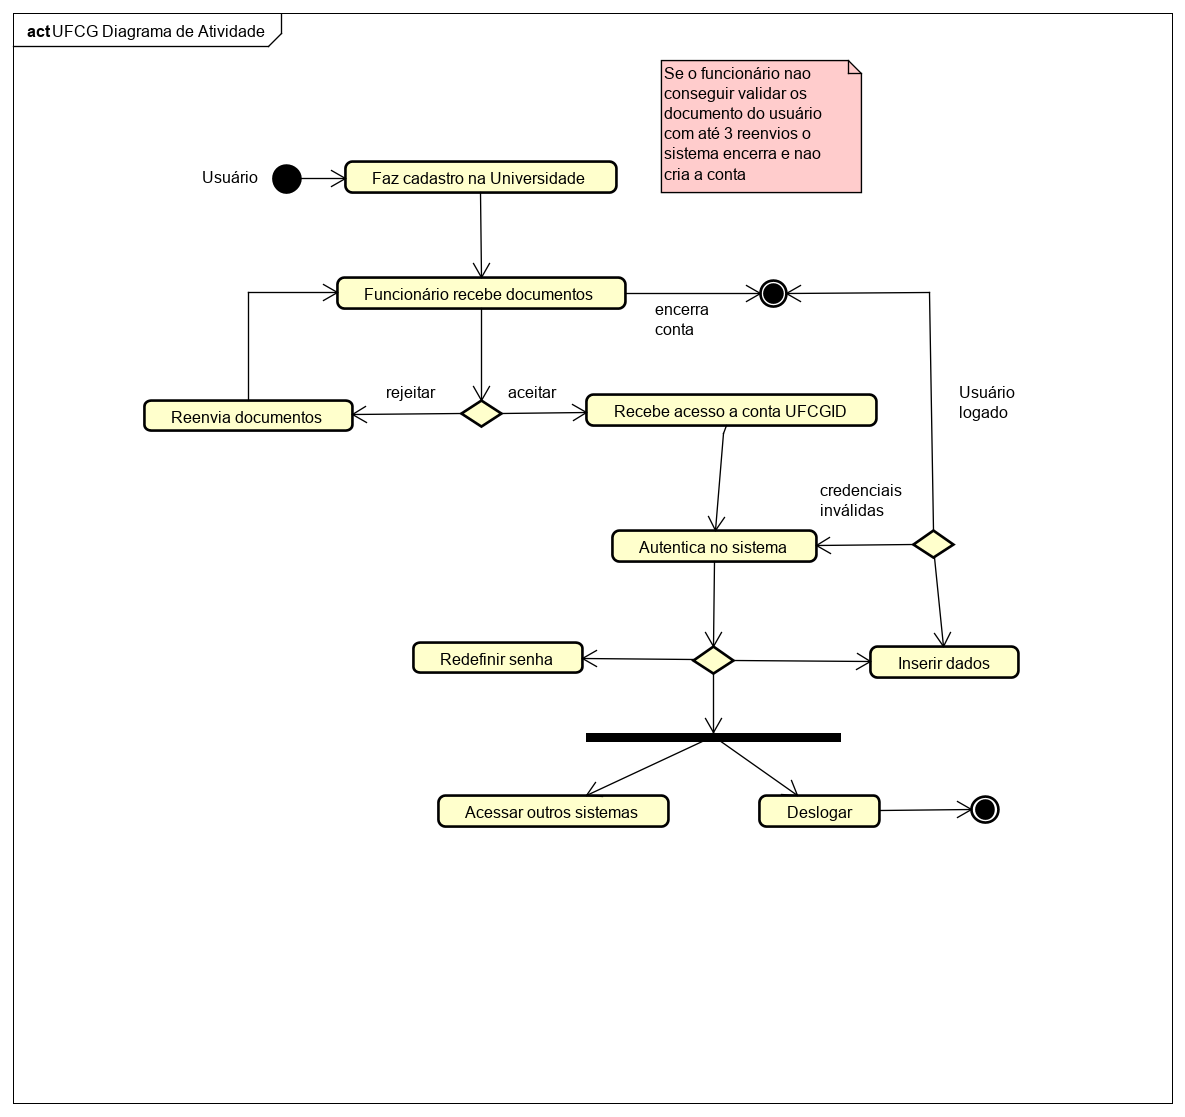 act UFCG Diagrama de Atividade
Se o funcionário nao
conseguir validar os
documento do usuário
com até 3 reenvios o
sistema encerra e nao
cria a conta
Usuário
Faz cadastro na Universidade
Funcionário recebe documentos
encerra
conta
rejeitar
aceitar
Reenvia documentos
Recebe acesso a conta UFCGID
Usuário
logado
credenciais
inválidas
Autentica no sistema
Redefinir senha
Inserir dados
Acessar outros sistemas
Deslogar